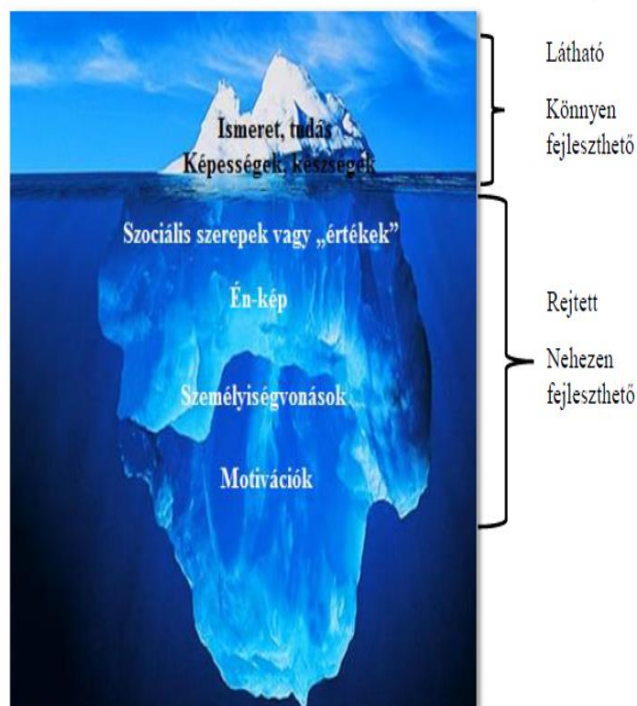 Látható
Könnyen
fejleszthető
Ismeret, tudás
Képességek, készségek
Szociális szerepek vagy „értékek”
Én-kép
Személyiségvonások
Motivációk
Rejtett
Nehezen
fejleszthető